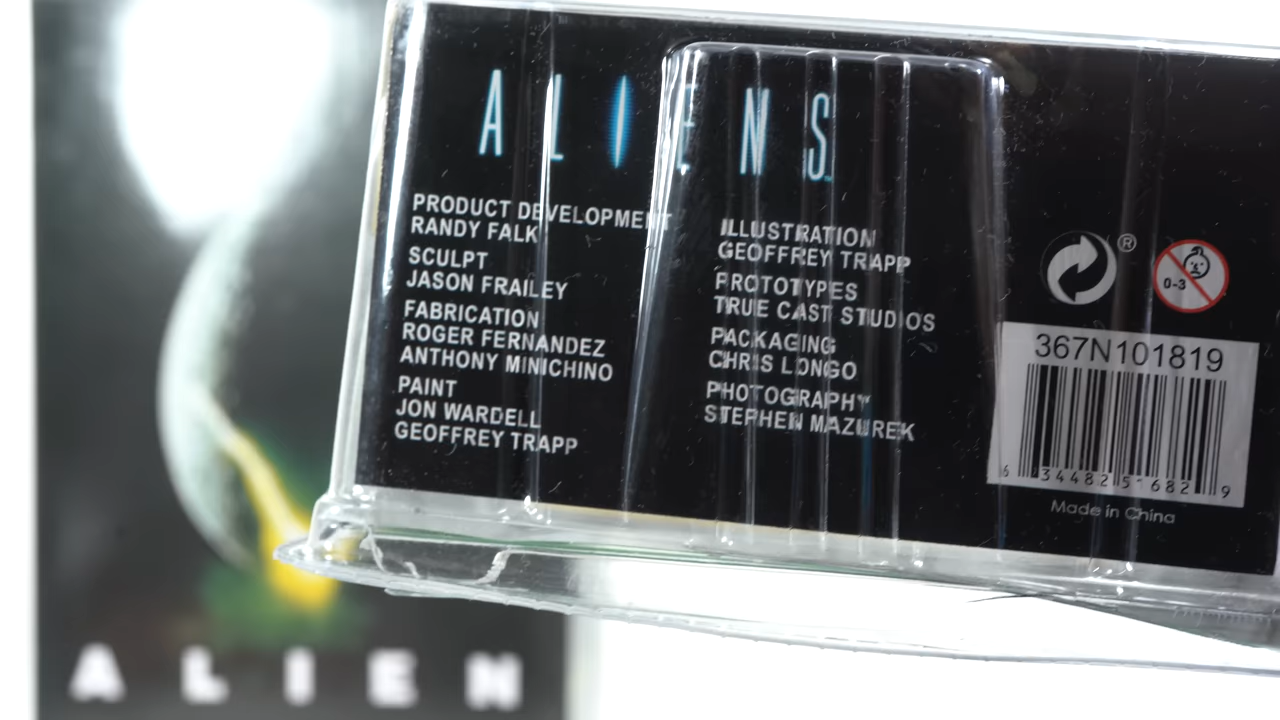 ALIENS
PRODUCT DEVELOPMENT
RANDY FALK
SCULPT
JASON FRAILEY
FABRICATION
ROGER FERNANDEZ
ANTHONY MINICHINO
PAINT
JON WARDELL
GEOFFREY TRAPP
ILLUSTRATION
GEOFFREY TRAPP
PROTOTYPES
TRUE CAST STUDIOS
PACKAGING
CHRIS LONGO
PHOTOGRAPHY
STEPHEN MAZUREK
®
0-3
367N101819
6 34482 51682 9
Made in China
ALIEN